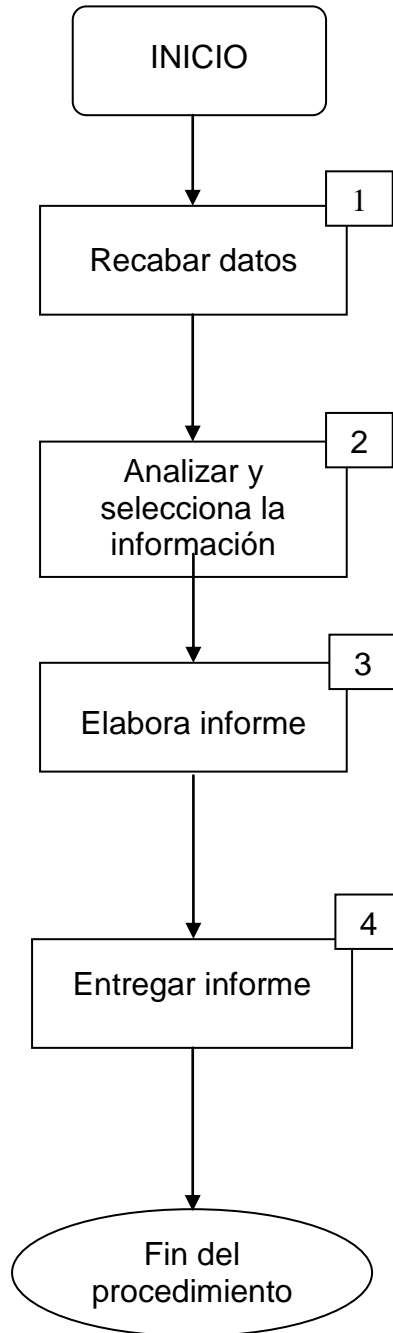 INICIO
1
Recabar datos
2
Analizar y
selecciona la
información
3
Elabora informe
4
Entregar informe
Fin del
procedimiento